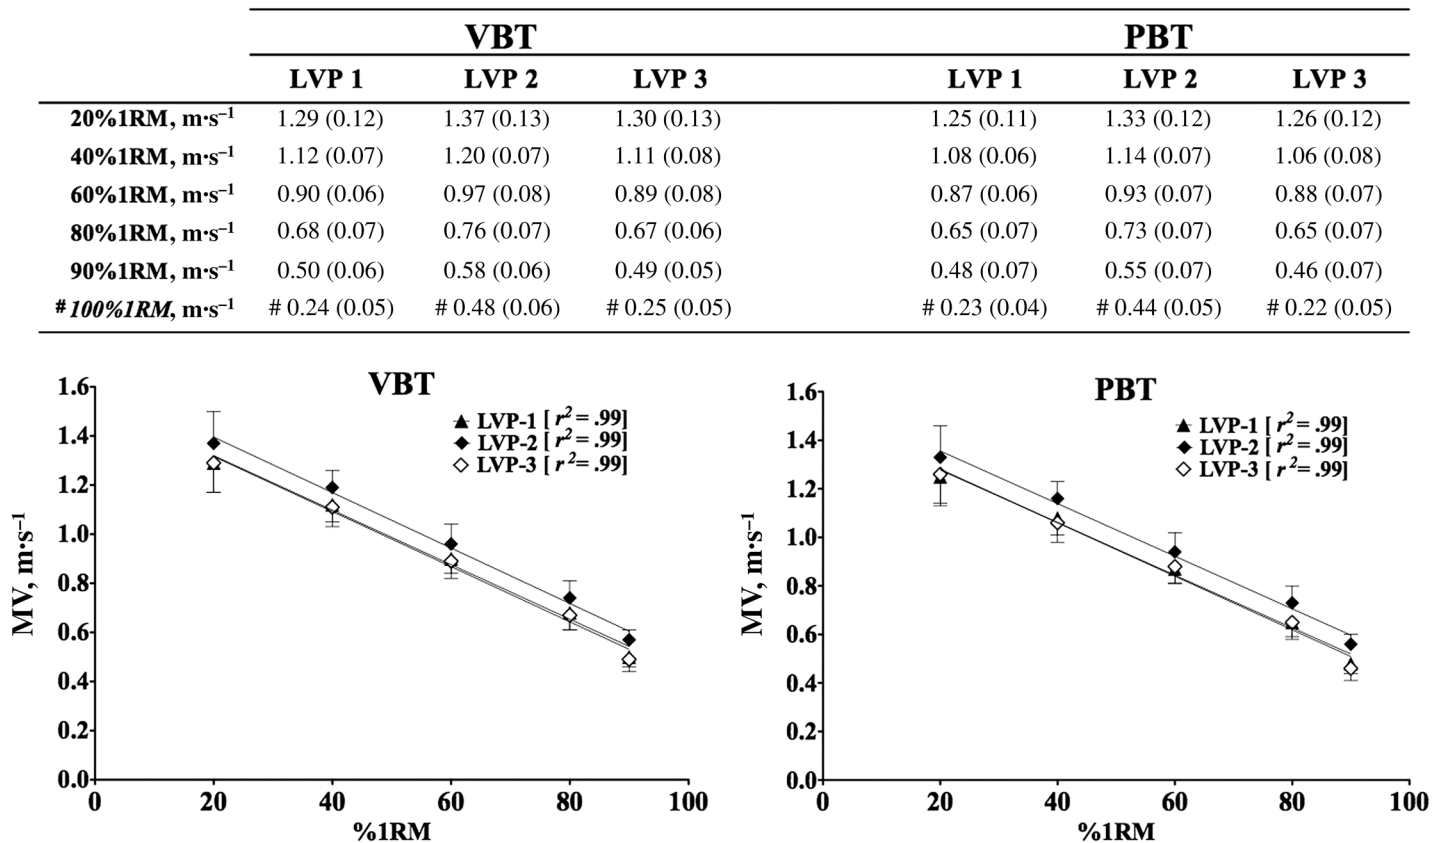 VBT PBT
LVP 1 LVP 2 LVP 3 LVP 1 LVP 2 LVP 3
20%1RM, m·s⁻¹ 1.29 (0.12) 1.37 (0.13) 1.30 (0.13) 1.25 (0.11) 1.33 (0.12) 1.26 (0.12)
40%1RM, m·s⁻¹ 1.12 (0.07) 1.20 (0.07) 1.11 (0.08) 1.08 (0.06) 1.14 (0.07) 1.06 (0.08)
60%1RM, m·s⁻¹ 0.90 (0.06) 0.97 (0.08) 0.89 (0.08) 0.87 (0.06) 0.93 (0.07) 0.88 (0.07)
80%1RM, m·s⁻¹ 0.68 (0.07) 0.76 (0.07) 0.67 (0.06) 0.65 (0.07) 0.73 (0.07) 0.65 (0.07)
90%1RM, m·s⁻¹ 0.50 (0.06) 0.58 (0.06) 0.49 (0.05) 0.48 (0.07) 0.55 (0.07) 0.46 (0.07)
# 100%1RM, m·s⁻¹ # 0.24 (0.05) # 0.48 (0.06) # 0.25 (0.05) # 0.23 (0.04) # 0.44 (0.05) # 0.22 (0.05)
VBT
LVP-1 [ r² = .99]
LVP-2 [ r² = .99]
LVP-3 [ r² = .99]
MV, m·s⁻¹
1.6
1.4
1.2
1.0
0.8
0.6
0.4
0.2
0.0
0 20 40 60 80 100
%1RM
PBT
LVP-1 [ r² = .99]
LVP-2 [ r² = .99]
LVP-3 [ r² = .99]
MV, m·s⁻¹
1.6
1.4
1.2
1.0
0.8
0.6
0.4
0.2
0.0
0 20 40 60 80 100
%1RM